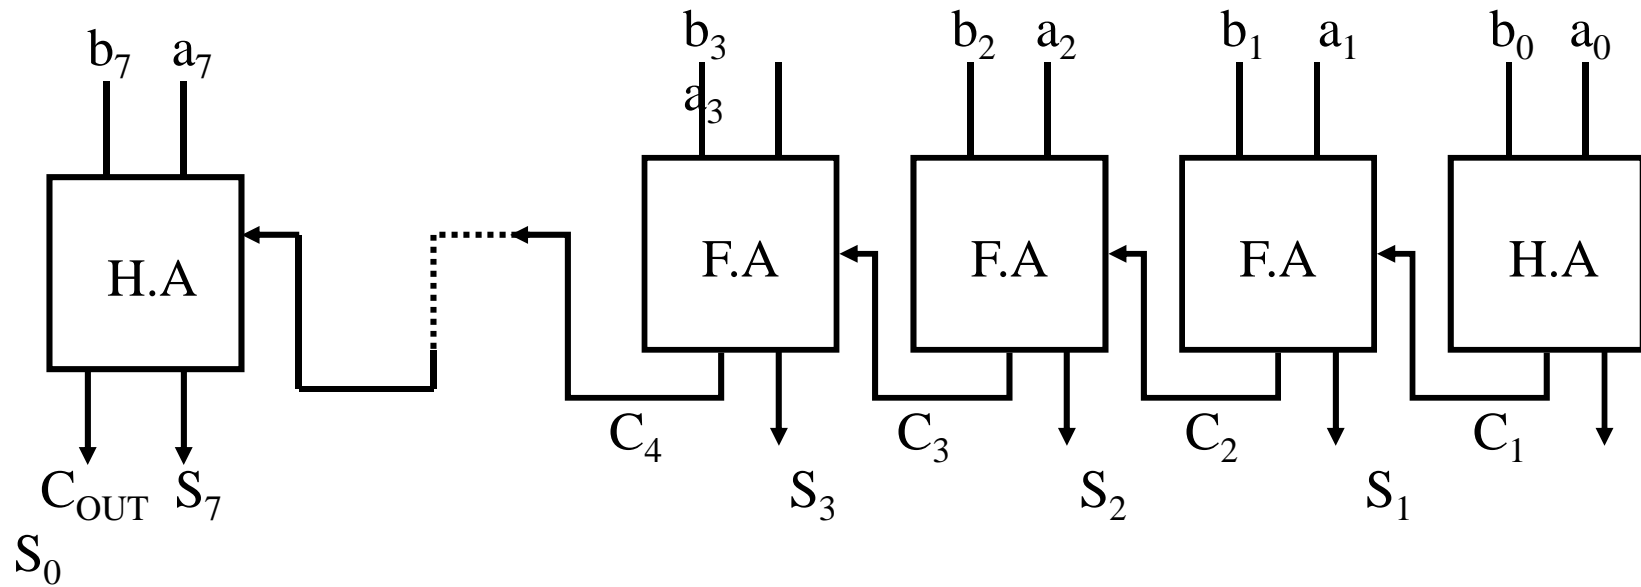 b₇ a₇ b₃ b₂ a₂ b₁ a₁ b₀ a₀
a₃
H.A F.A F.A F.A H.A
C₄ C₃ C₂ C₁
C_OUT S₇ S₃ S₂ S₁
S₀